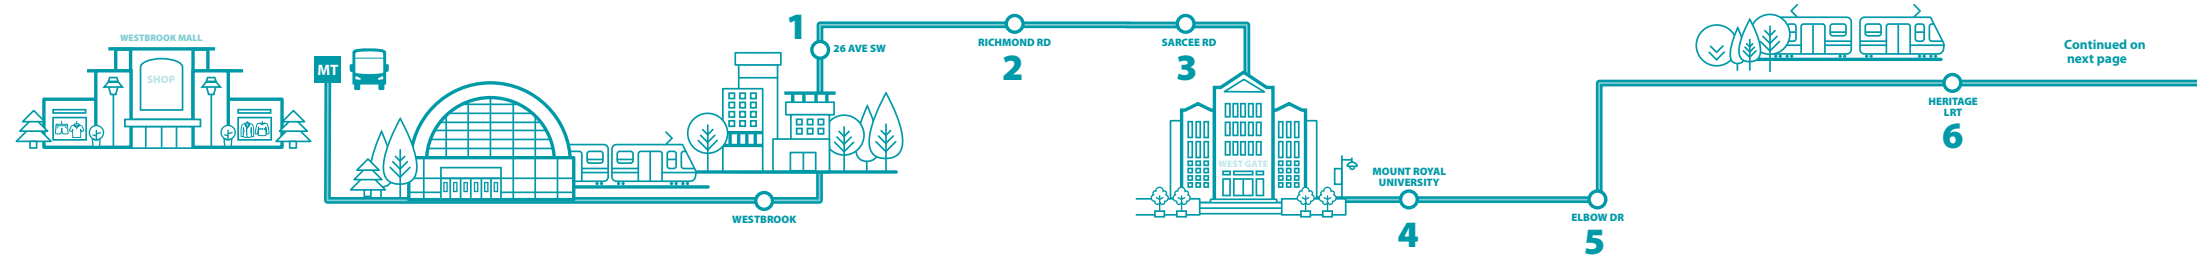 WESTBROOK MALL
SHOP
MT
WESTBROOK
1
26 AVE SW
RICHMOND RD
2
SARCEE RD
3
WEST GATE
MOUNT ROYAL
UNIVERSITY
4
ELBOW DR
5
HERITAGE
LRT
6
Continued on
next page